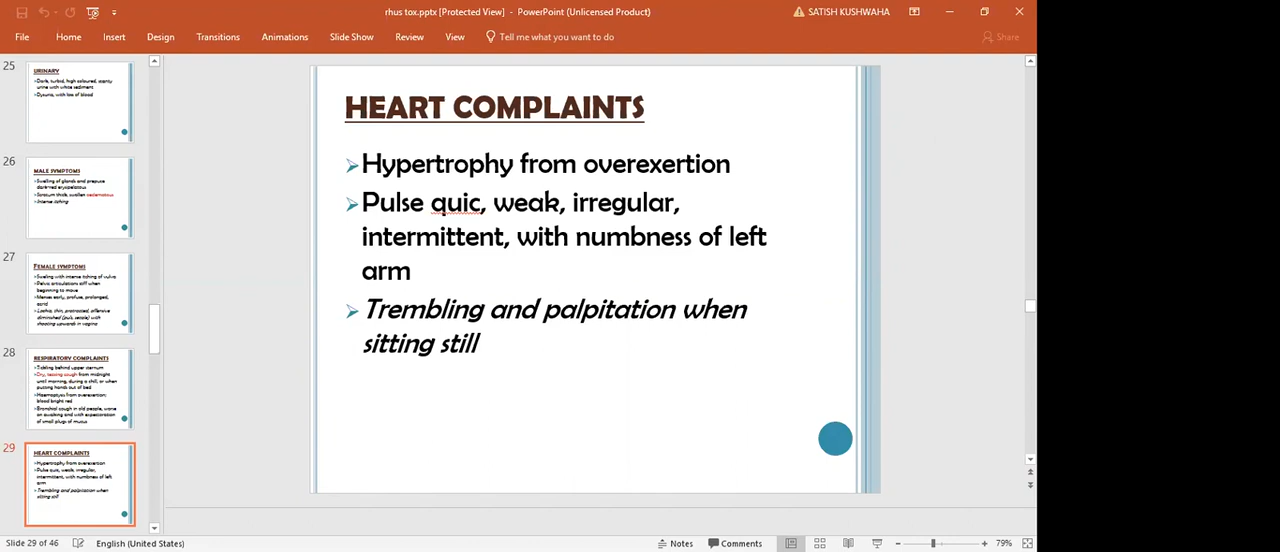 rhus tox.pptx [Protected View] - PowerPoint (Unlicensed Product)
SATISH KUSHWAHA
File Home Insert Design Transitions Animations Slide Show Review View Tell me what you want to do
Share
25
URINARY
Dark, turbid, high coloured, scanty
urine with white sediment
Dysuria, with loss of blood
26
MALE SYMPTOMS
Swelling of glands and prepuce
dark-red erysipelatous
Scrotum thick, swollen oedematous
Intense itching
27
FEMALE SYMPTOMS
Swelling with intense itching of vulva
Pelvic articulations stiff when
beginning to move
Menses early, profuse, prolonged,
acrid
Lochia, thin, protracted, offensive
diminished (puls, secale) with
shooting upwards in vagina
28
RESPIRATORY COMPLAINTS
Tickling behind upper sternum
Dry, teasing cough from midnight
until morning, during a chill, or when
putting hands out of bed
Haemoptysis from overexertion;
blood bright red
Bronchial cough in old people, worse
on awaking and with expectoration
of small plugs of mucus
29
HEART COMPLAINTS
Hypertrophy from overexertion
Pulse quic, weak, irregular,
intermittent, with numbness of left
arm
Trembling and palpitation when
sitting still
HEART COMPLAINTS
Hypertrophy from overexertion
Pulse quic, weak, irregular,
intermittent, with numbness of left
arm
Trembling and palpitation when
sitting still
Slide 29 of 46 English (United States) Notes Comments 79%